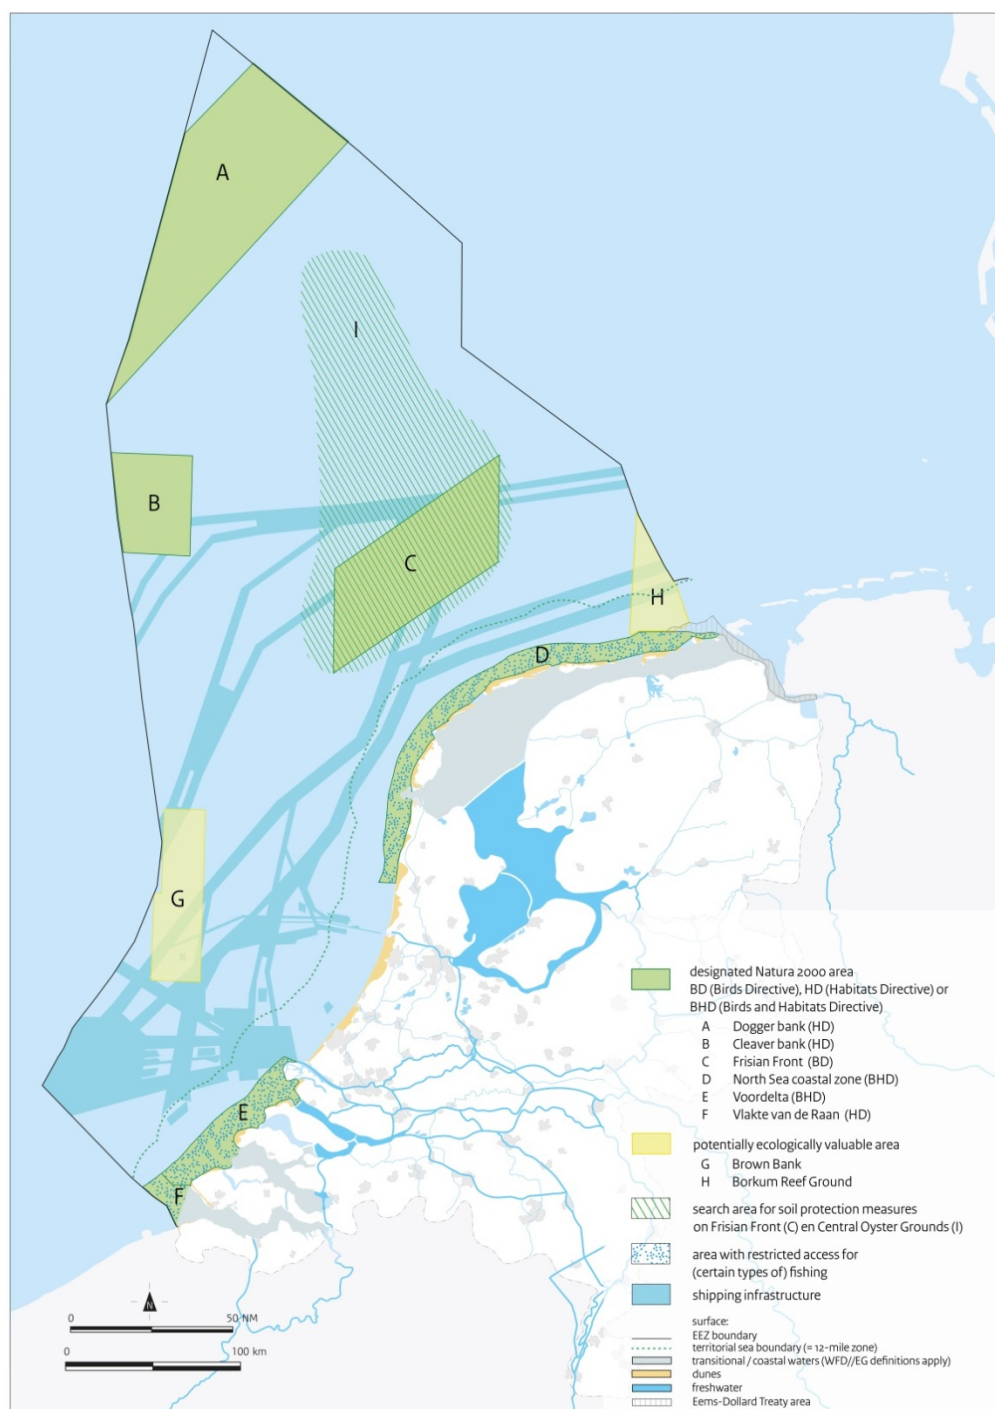 A
I
B
C
H
D
G
E
F
designated Natura 2000 area
BD (Birds Directive), HD (Habitats Directive) or
BHD (Birds and Habitats Directive)
A Dogger bank (HD)
B Cleaver bank (HD)
C Frisian Front (BD)
D North Sea coastal zone (BHD)
E Voordelta (BHD)
F Vlakte van de Raan (HD)
potentially ecologically valuable area
G Brown Bank
H Borkum Reef Ground
search area for soil protection measures
on Frisian Front (C) en Central Oyster Grounds (I)
area with restricted access for
(certain types of) fishing
shipping infrastructure
surface:
EEZ boundary
territorial sea boundary (= 12-mile zone)
transitional / coastal waters (WFD//EG definitions apply)
dunes
freshwater
Eems-Dollard Treaty area
N
0 50 NM
0 100 km